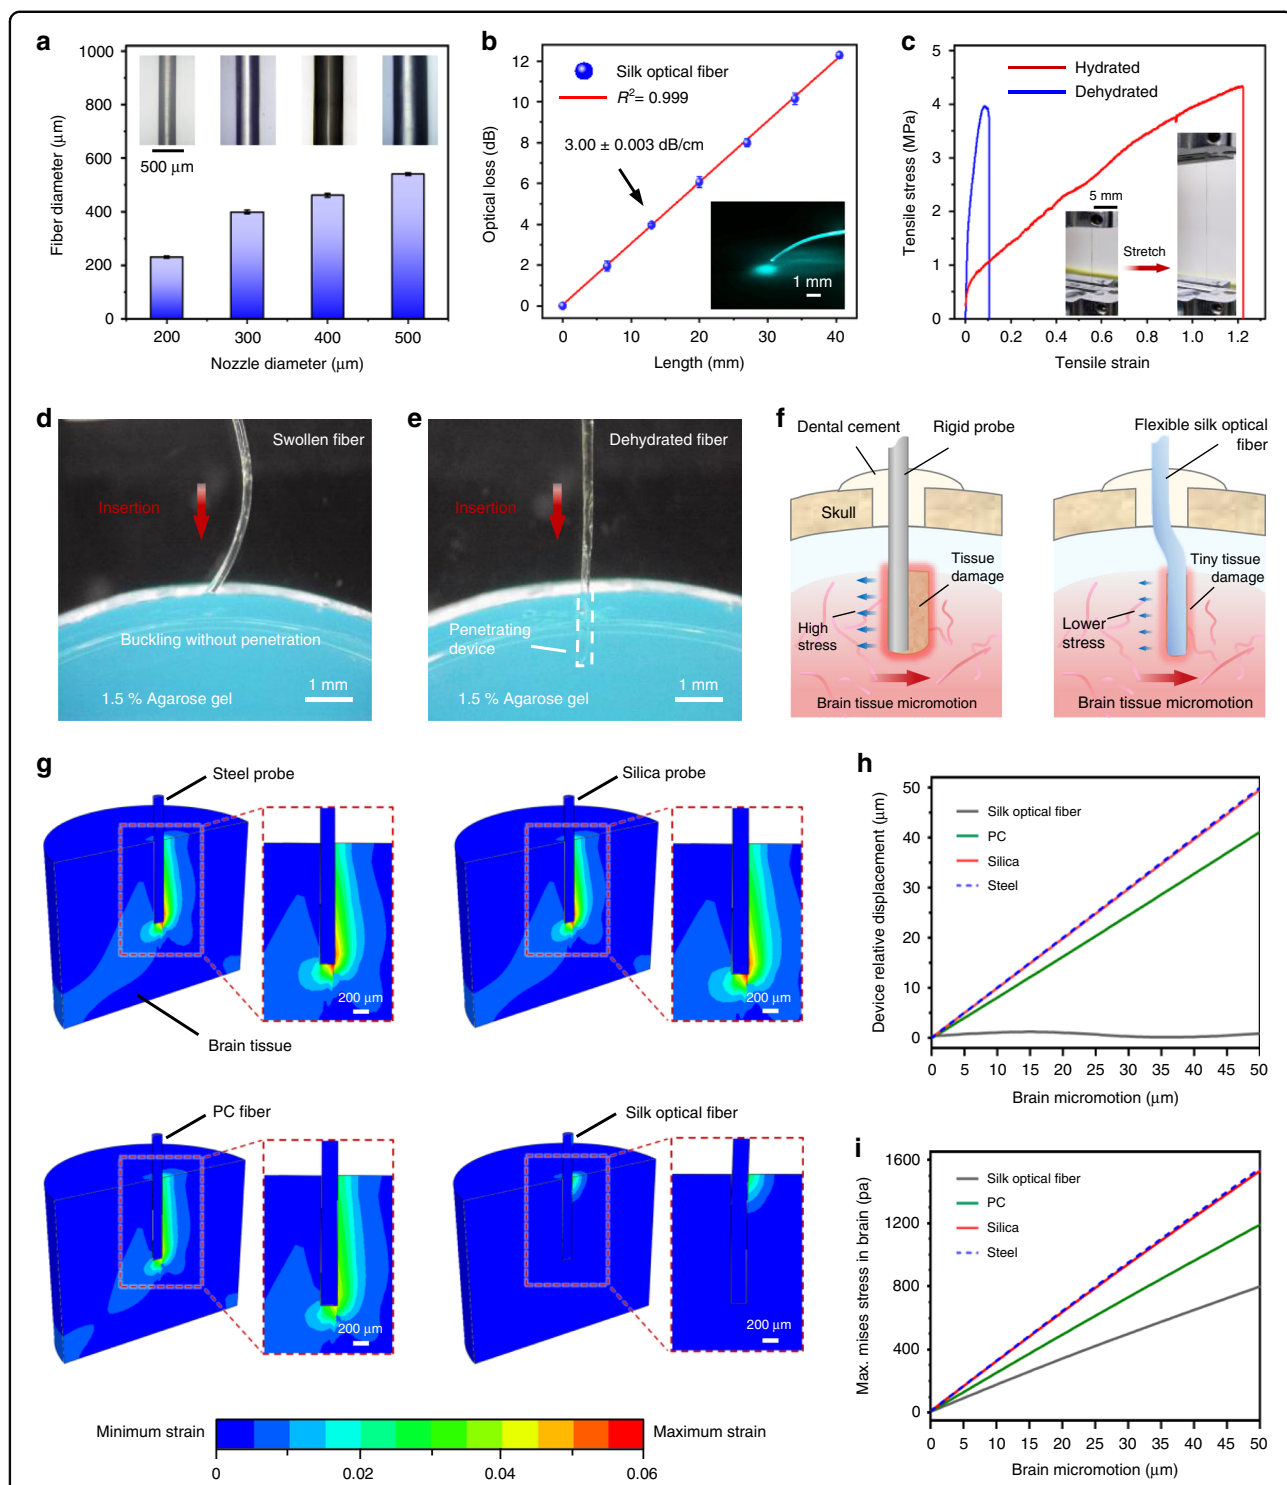 a
1000
800
600
400
200
0
Fiber diameter (μm)
500 μm
200 300 400 500
Nozzle diameter (μm)
b
12
10
8
6
4
2
0
Optical loss (dB)
Silk optical fiber
R² = 0.999
3.00 ± 0.003 dB/cm
1 mm
0 10 20 30 40
Length (mm)
c
5
4
3
2
1
0
Tensile stress (MPa)
Hydrated
Dehydrated
5 mm
Stretch
0 0.2 0.4 0.6 0.8 1.0 1.2
Tensile strain
d
Swollen fiber
Insertion
Buckling without penetration
1.5 % Agarose gel
1 mm
e
Dehydrated fiber
Insertion
Penetrating
device
1.5 % Agarose gel
1 mm
f
Dental cement
Rigid probe
Skull
Tissue
damage
High
stress
Brain tissue micromotion
Flexible silk optical
fiber
Tiny tissue
damage
Lower
stress
Brain tissue micromotion
g
Steel probe
200 μm
Brain tissue
Silica probe
200 μm
PC fiber
200 μm
Silk optical fiber
200 μm
Minimum strain
Maximum strain
0 0.02 0.04 0.06
h
50
40
30
20
10
0
Device relative displacement (μm)
Silk optical fiber
PC
Silica
Steel
0 5 10 15 20 25 30 35 40 45 50
Brain micromotion (μm)
i
1600
1200
800
400
0
Max. mises stress in brain (pa)
Silk optical fiber
PC
Silica
Steel
0 5 10 15 20 25 30 35 40 45 50
Brain micromotion (μm)